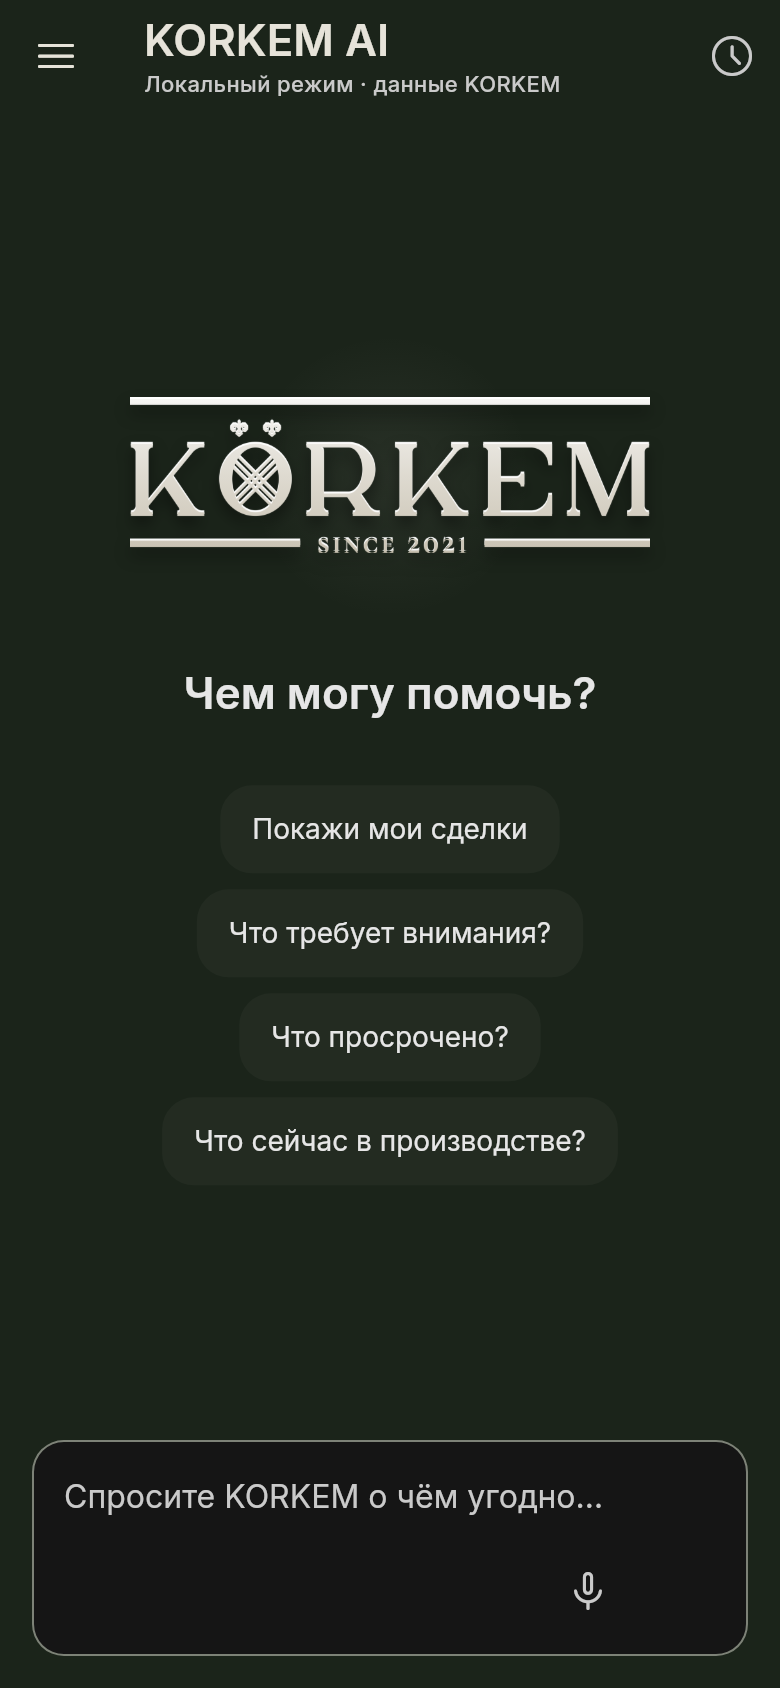 KORKEM AI
Локальный режим · данные KORKEM
KÖRKEM
SINCE 2021
Чем могу помочь?
Покажи мои сделки
Что требует внимания?
Что просрочено?
Что сейчас в производстве?
Спросите KORKEM о чём угодно...